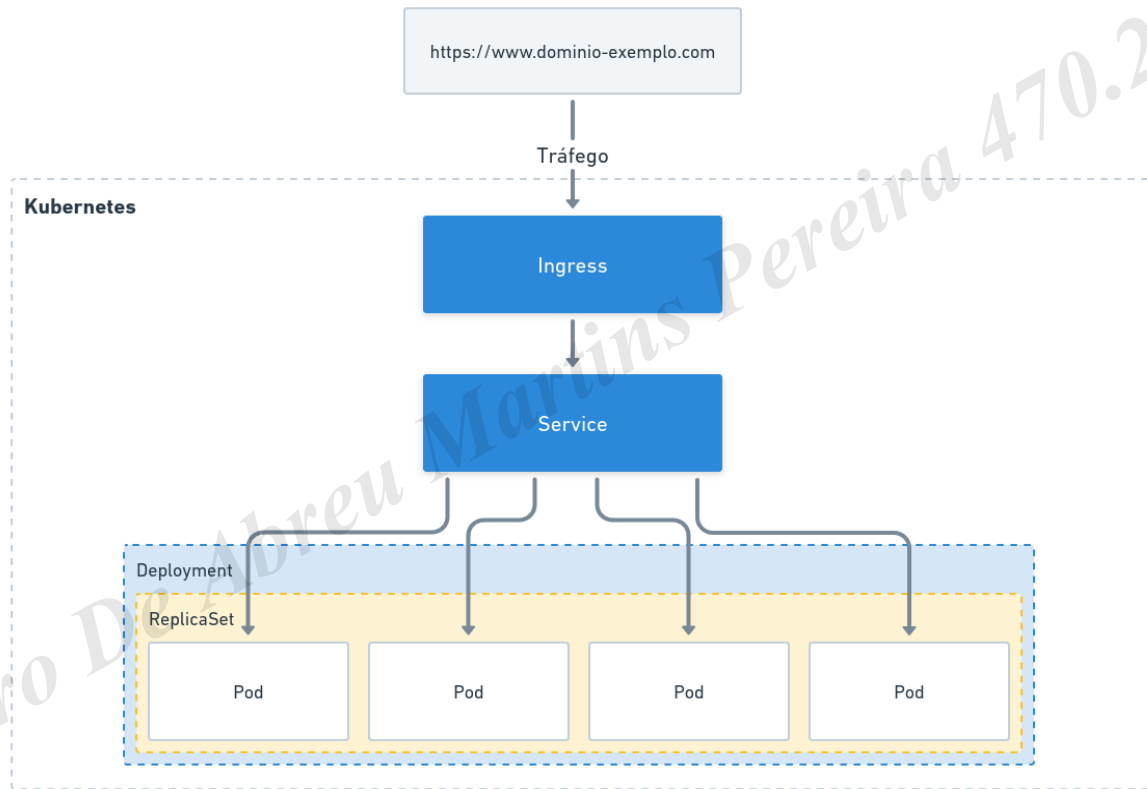 https://www.dominio-exemplo.com
Tráfego
Kubernetes
Ingress
Service
Deployment
ReplicaSet
Pod
Pod
Pod
Pod
De Abreu Martins Pereira